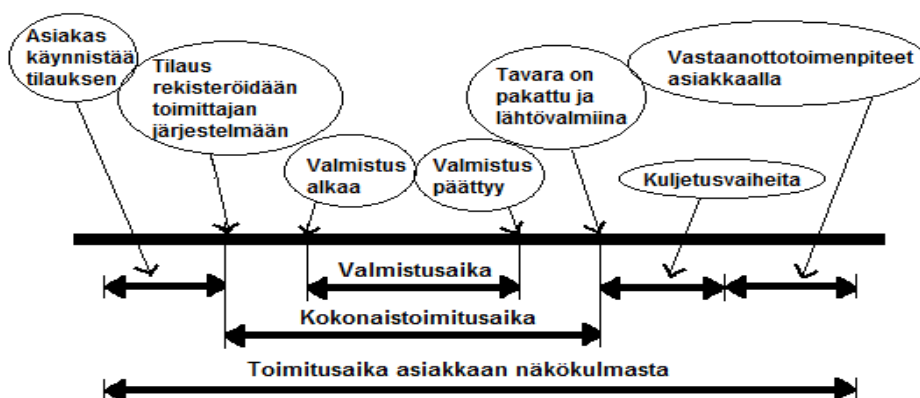 Asiakas
käynnistää
tilauksen
Tilaus
rekisteröidään
toimittajan
järjestelmään
Valmistus
alkaa
Valmistus
päättyy
Tavara on
pakattu ja
lähtövalmiina
Kuljetusvaiheita
Vastaanottotoimenpiteet
asiakkaalla
Valmistusaika
Kokonaistoimitusaika
Toimitusaika asiakkaan näkökulmasta